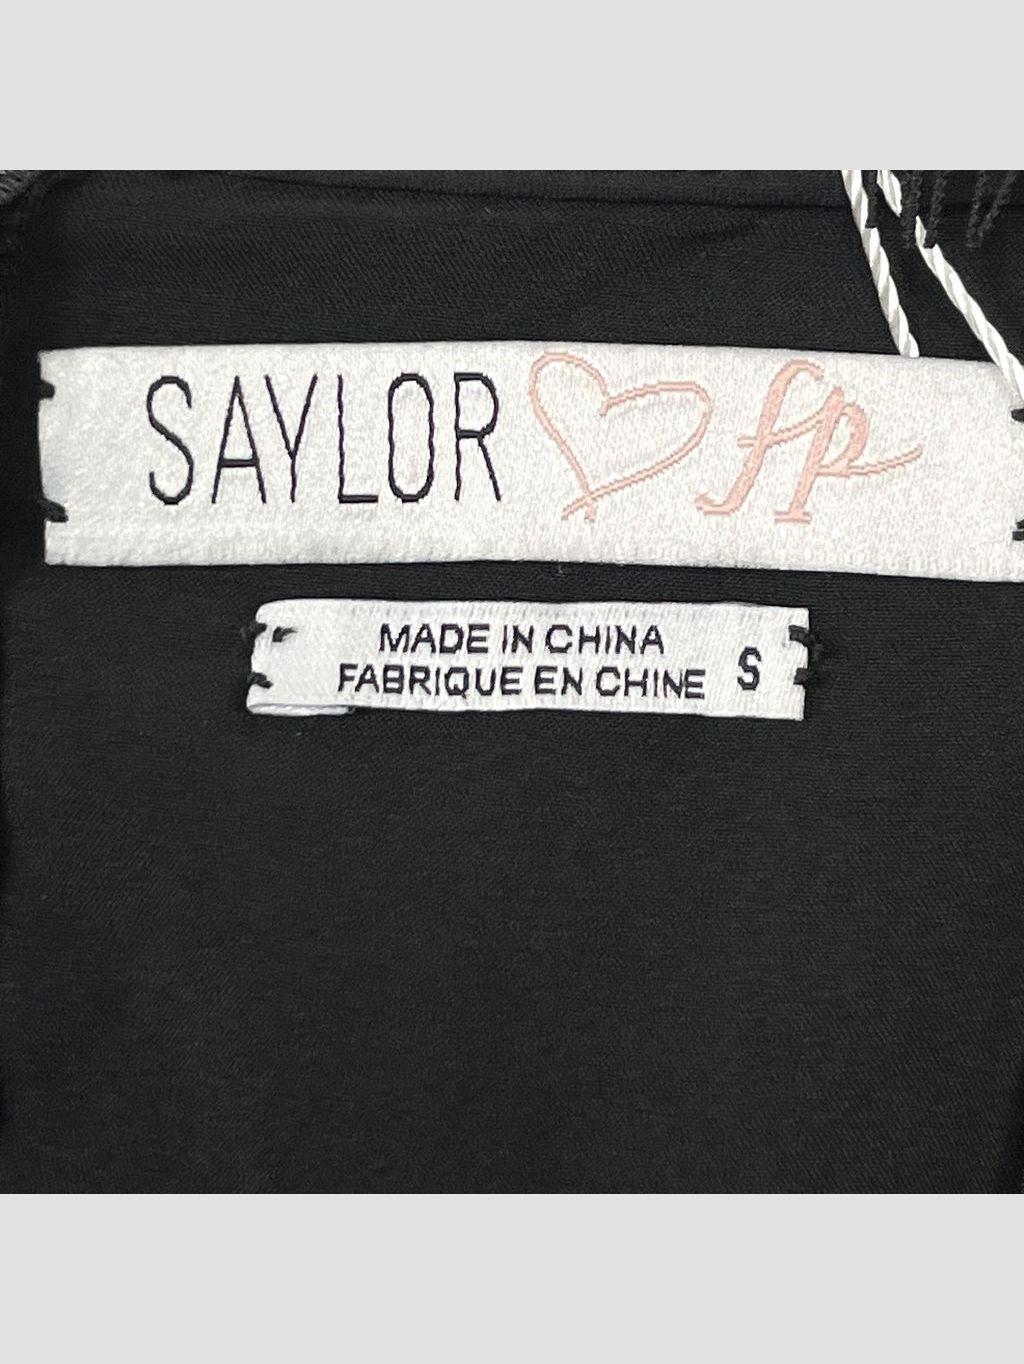 SAYLOR fp
MADE IN CHINA
FABRIQUE EN CHINE S